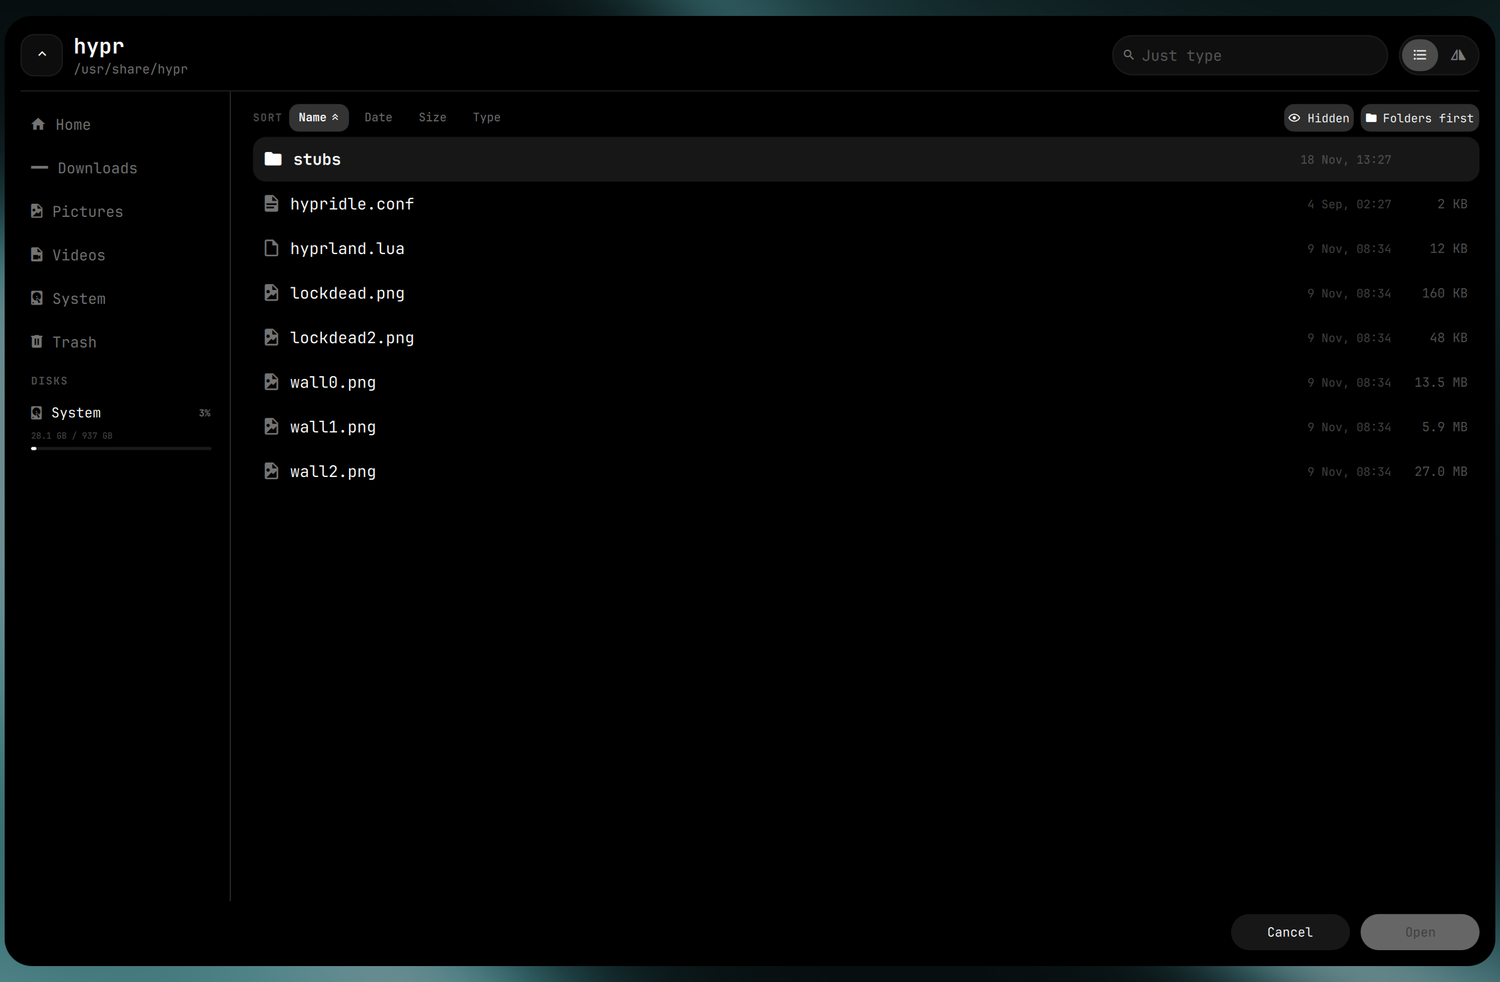 hypr
/usr/share/hypr
Just type
Home
Downloads
Pictures
Videos
System
Trash
DISKS
System 3%
28.1 GB / 937 GB
SORT Name Date Size Type Hidden Folders first
stubs 18 Nov, 13:27
hypridle.conf 4 Sep, 02:27 2 KB
hyprland.lua 9 Nov, 08:34 12 KB
lockdead.png 9 Nov, 08:34 160 KB
lockdead2.png 9 Nov, 08:34 48 KB
wall0.png 9 Nov, 08:34 13.5 MB
wall1.png 9 Nov, 08:34 5.9 MB
wall2.png 9 Nov, 08:34 27.0 MB
Cancel Open